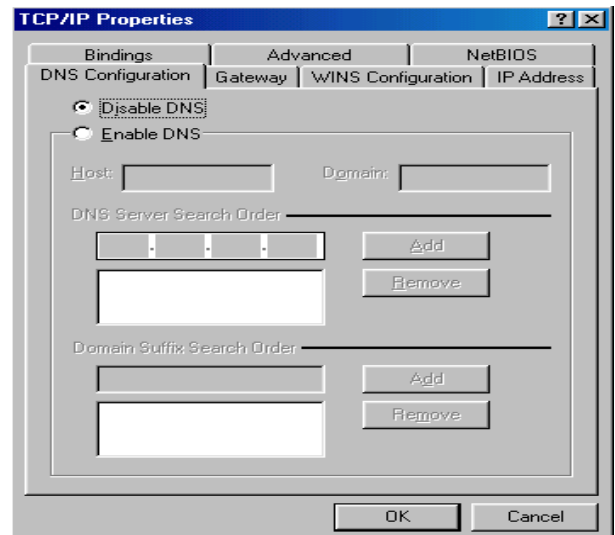 TCP/IP Properties
Bindings Advanced NetBIOS
DNS Configuration Gateway WINS Configuration IP Address
Disable DNS
Enable DNS
Host: Domain:
DNS Server Search Order
. . .
Add
Remove
Domain Suffix Search Order
Add
Remove
OK Cancel